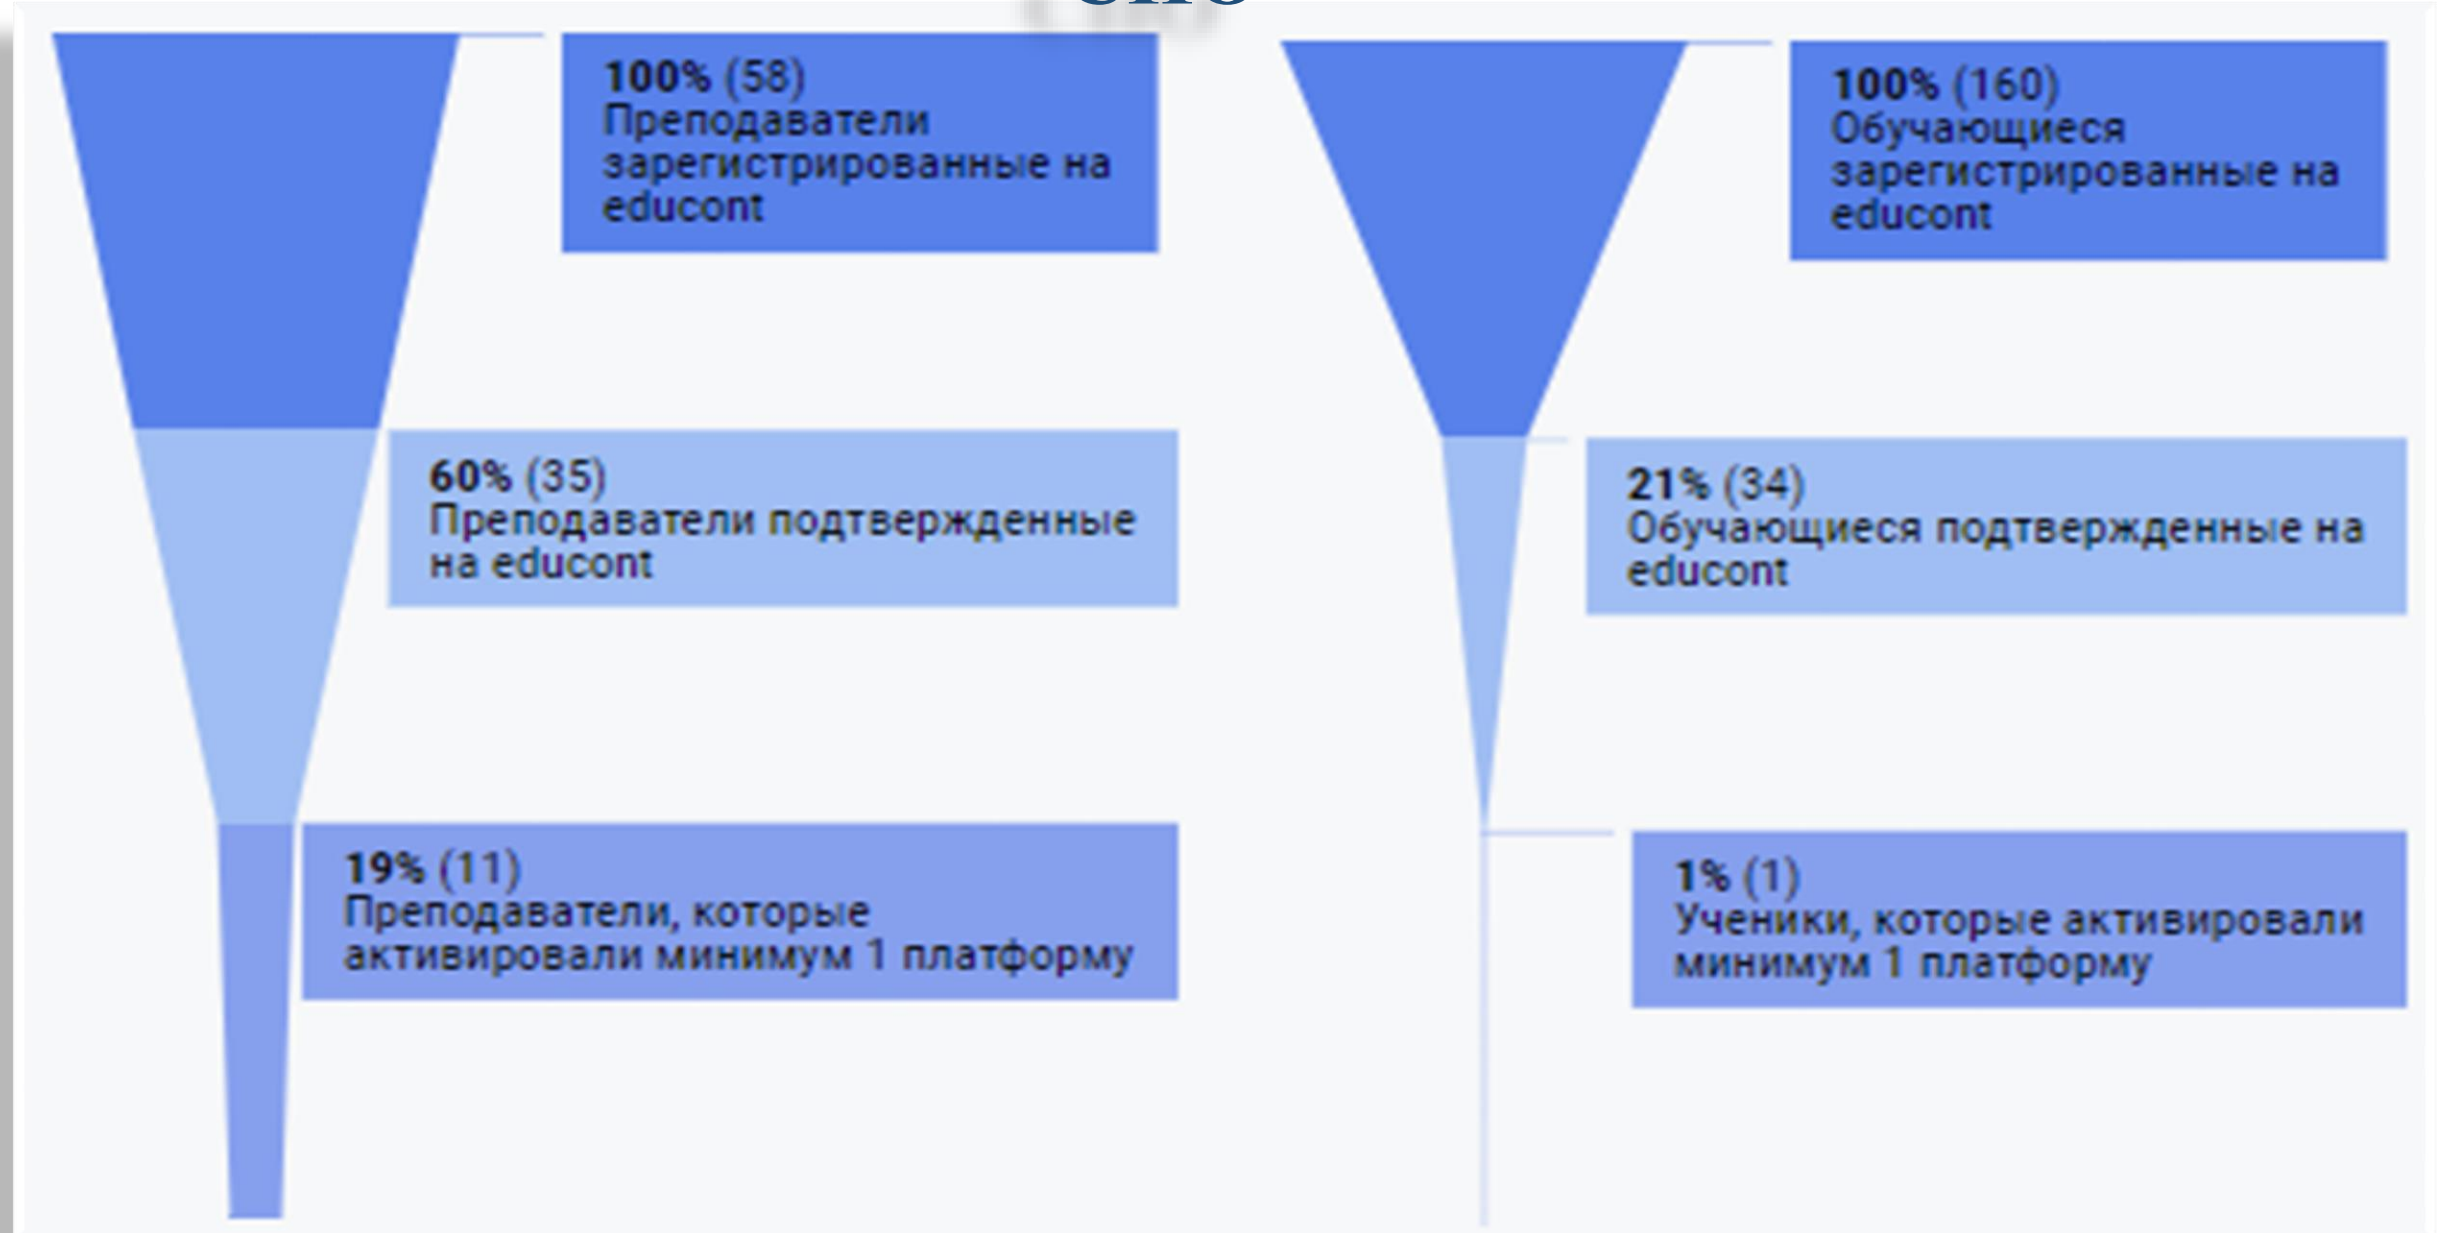 100% (58)
Преподаватели
зарегистрированные на
educont
60% (35)
Преподаватели подтвержденные
на educont
19% (11)
Преподаватели, которые
активировали минимум 1 платформу
100% (160)
Обучающиеся
зарегистрированные на
educont
21% (34)
Обучающиеся подтвержденные на
educont
1% (1)
Ученики, которые активировали
минимум 1 платформу